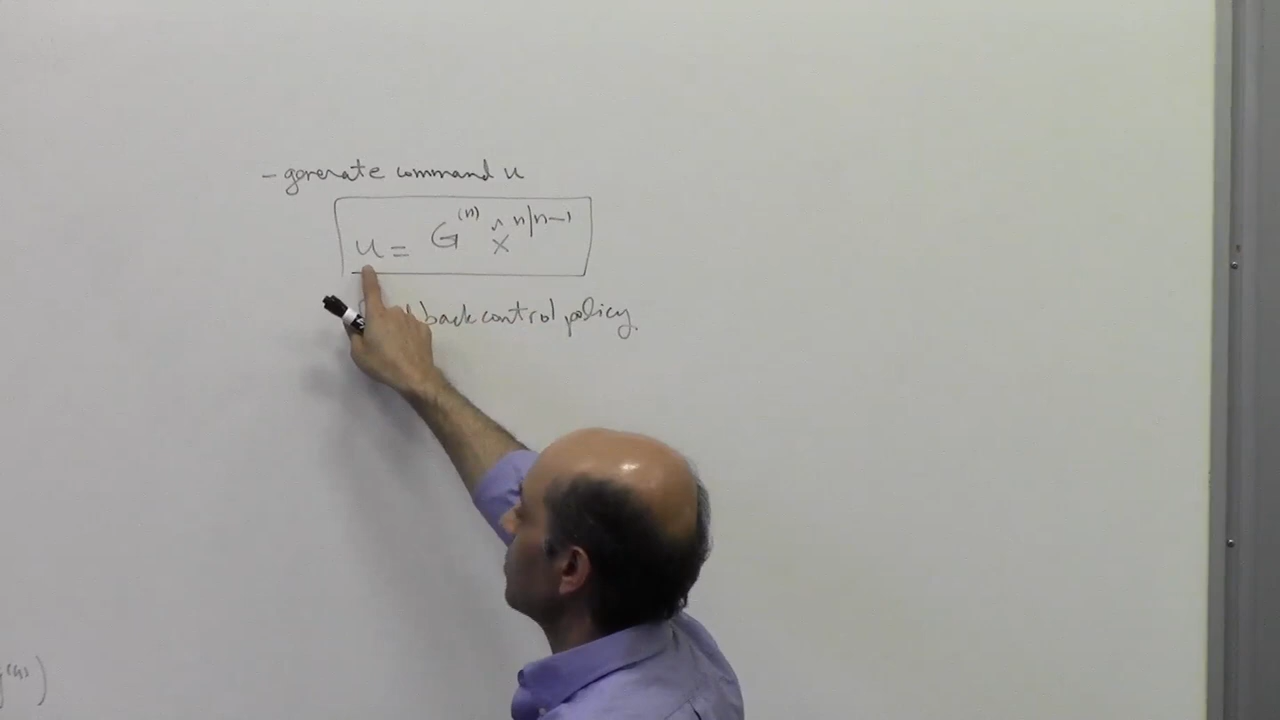 - generate command u
u = G^(n) x̂^n|n-1
back control policy